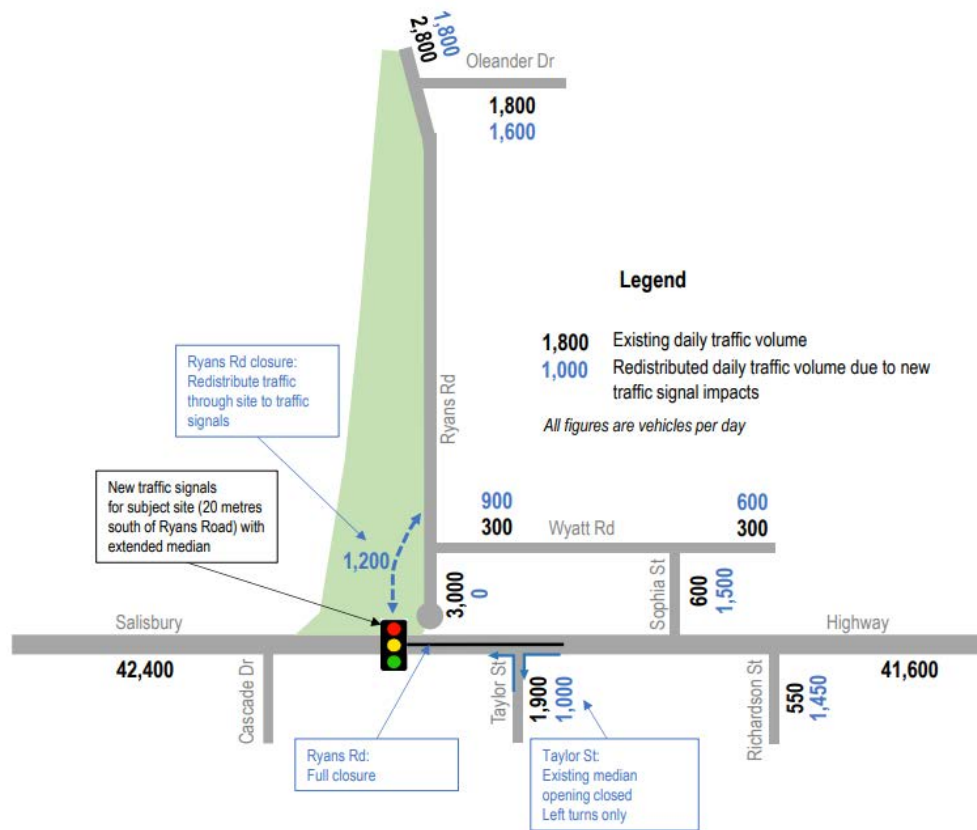 1,800
2,800
Oleander Dr
1,800
1,600
Legend
1,800 Existing daily traffic volume
1,000 Redistributed daily traffic volume due to new
traffic signal impacts
All figures are vehicles per day
Ryans Rd closure:
Redistribute traffic
through site to traffic
signals
Ryans Rd
New traffic signals
for subject site (20 metres
south of Ryans Road) with
extended median
900
300
Wyatt Rd
600
300
1,200
3,000
0
Sophia St
600
1,500
Salisbury
Highway
42,400
41,600
Cascade Dr
Taylor St
1,900
1,000
Richardson St
550
1,450
Ryans Rd:
Full closure
Taylor St:
Existing median
opening closed
Left turns only